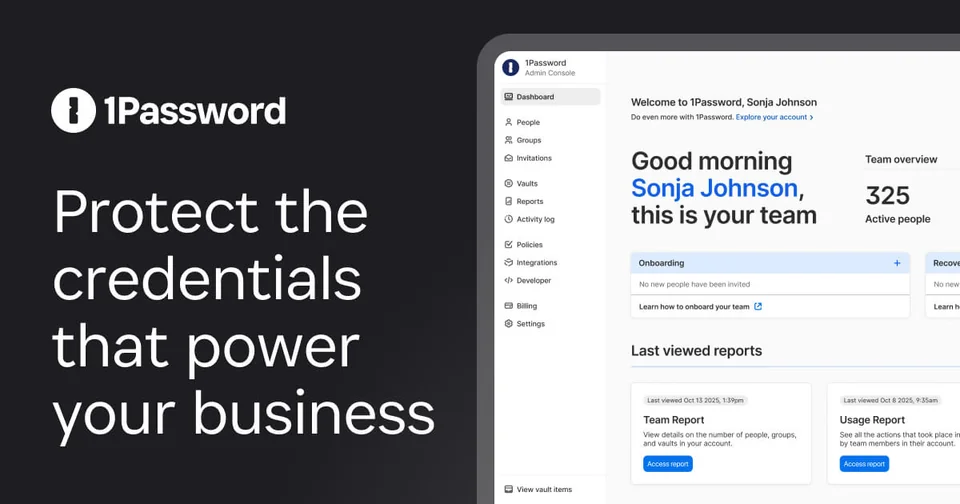 1Password
Protect the
credentials
that power
your business
1Password
Admin Console
Dashboard
People
Groups
Invitations
Vaults
Reports
Activity log
Policies
Integrations
Developer
Billing
Settings
View vault items
Welcome to 1Password, Sonja Johnson
Do even more with 1Password. Explore your account ›
Good morning
Sonja Johnson,
this is your team
Team overview
325
Active people
Onboarding +
No new people have been invited
Learn how to onboard your team
Recove
No new
Learn h
Last viewed reports
Last viewed Oct 13 2025, 1:39pm
Team Report
View details on the number of people, groups,
and vaults in your account.
Access report
Last viewed Oct 8 2025, 9:35am
Usage Report
See all the actions that took place in
by team members in their account.
Access report